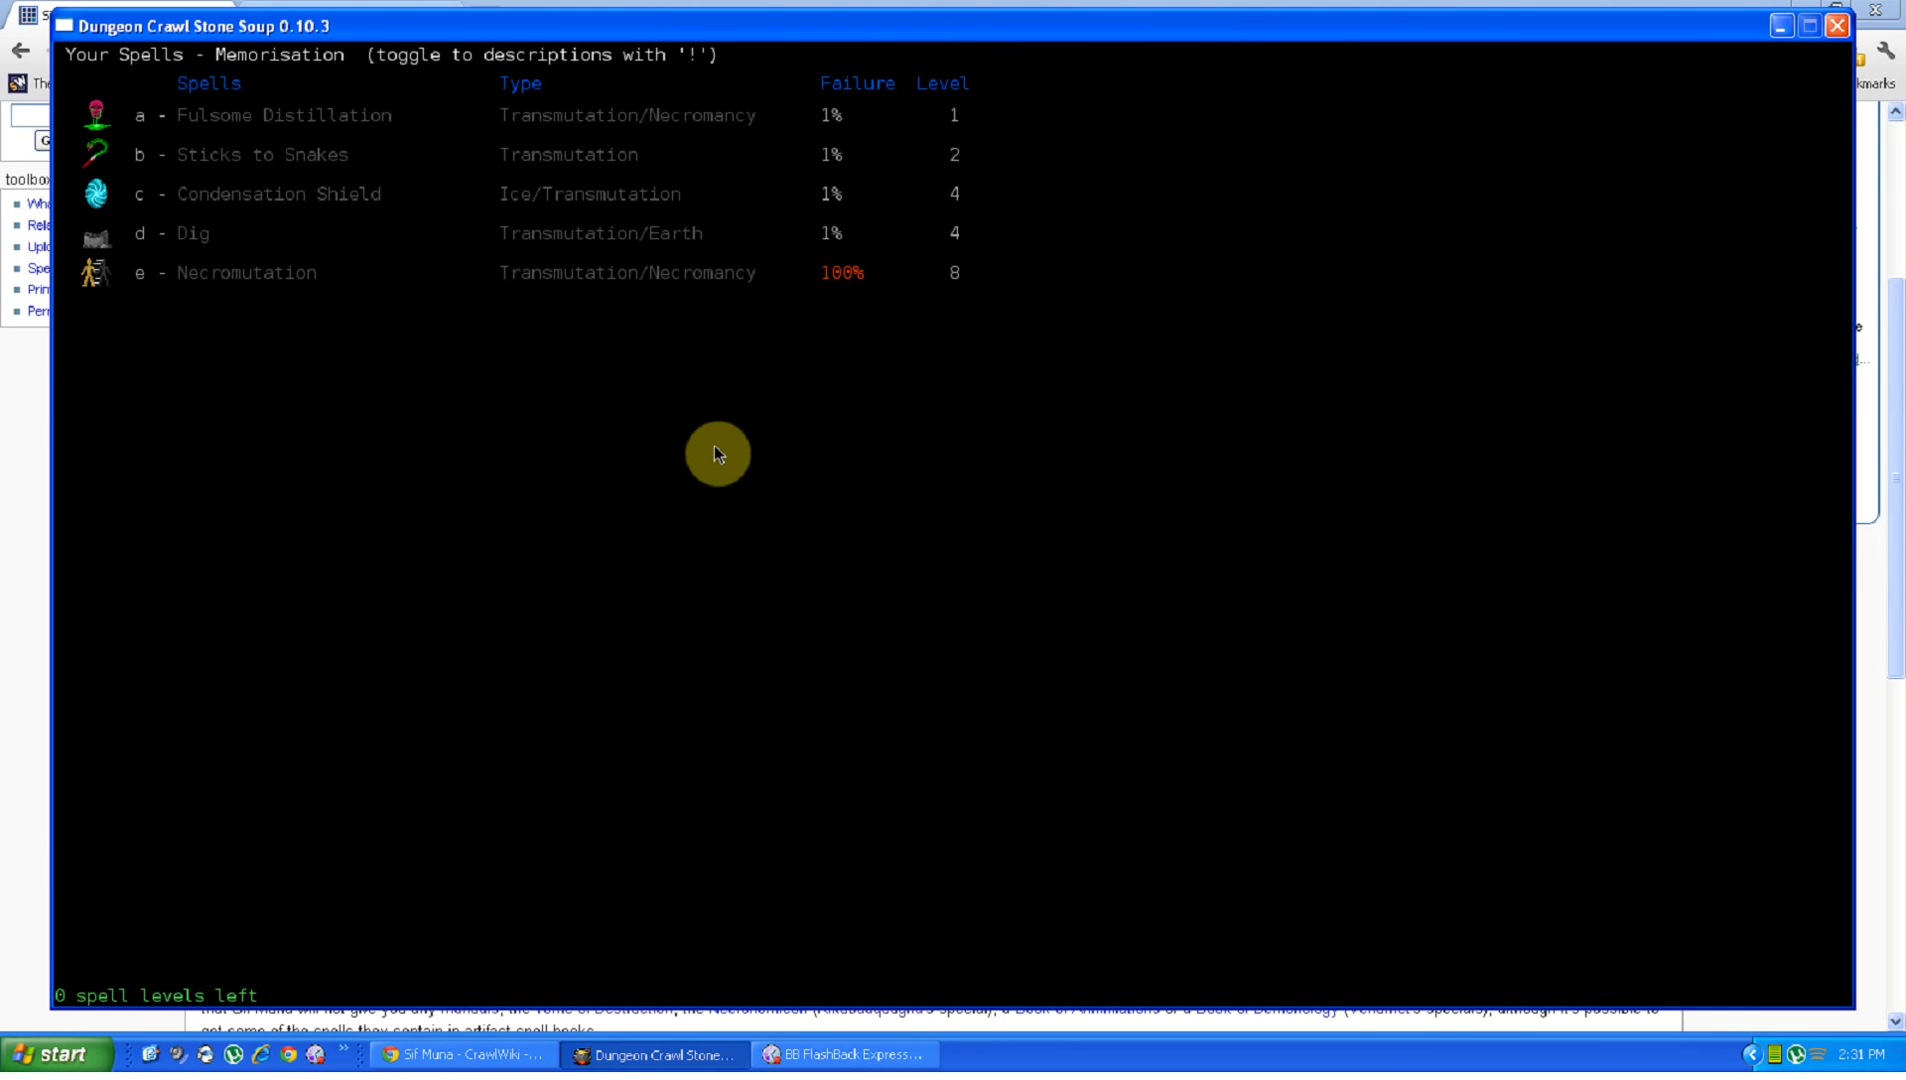 Dungeon Crawl Stone Soup 0.10.3
Your Spells - Memorisation (toggle to descriptions with '!')
Spells Type Failure Level
a - Fulsome Distillation Transmutation/Necromancy 1% 1
b - Sticks to Snakes Transmutation 1% 2
c - Condensation Shield Ice/Transmutation 1% 4
d - Dig Transmutation/Earth 1% 4
e - Necromutation Transmutation/Necromancy 100% 8
toolbox
0 spell levels left
start
Sif Muna - CrawlWiki -...
Dungeon Crawl Stone...
BB FlashBack Express...
2:31 PM